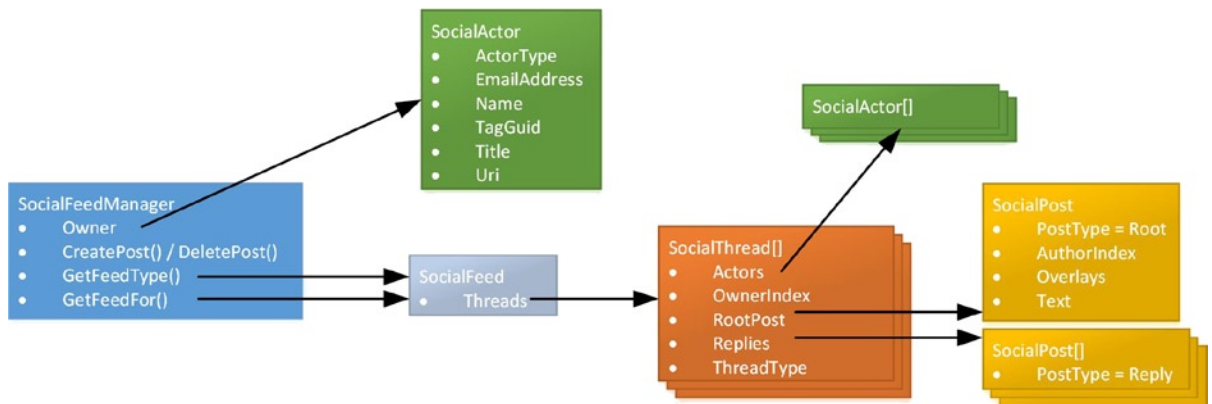 SocialActor
• ActorType
• EmailAddress
• Name
• TagGuid
• Title
• Uri
SocialActor[]
SocialFeedManager
• Owner
• CreatePost() / DeletePost()
• GetFeedType()
• GetFeedFor()
SocialFeed
• Threads
SocialThread[]
• Actors
• OwnerIndex
• RootPost
• Replies
• ThreadType
SocialPost
• PostType = Root
• AuthorIndex
• Overlays
• Text
SocialPost[]
• PostType = Reply